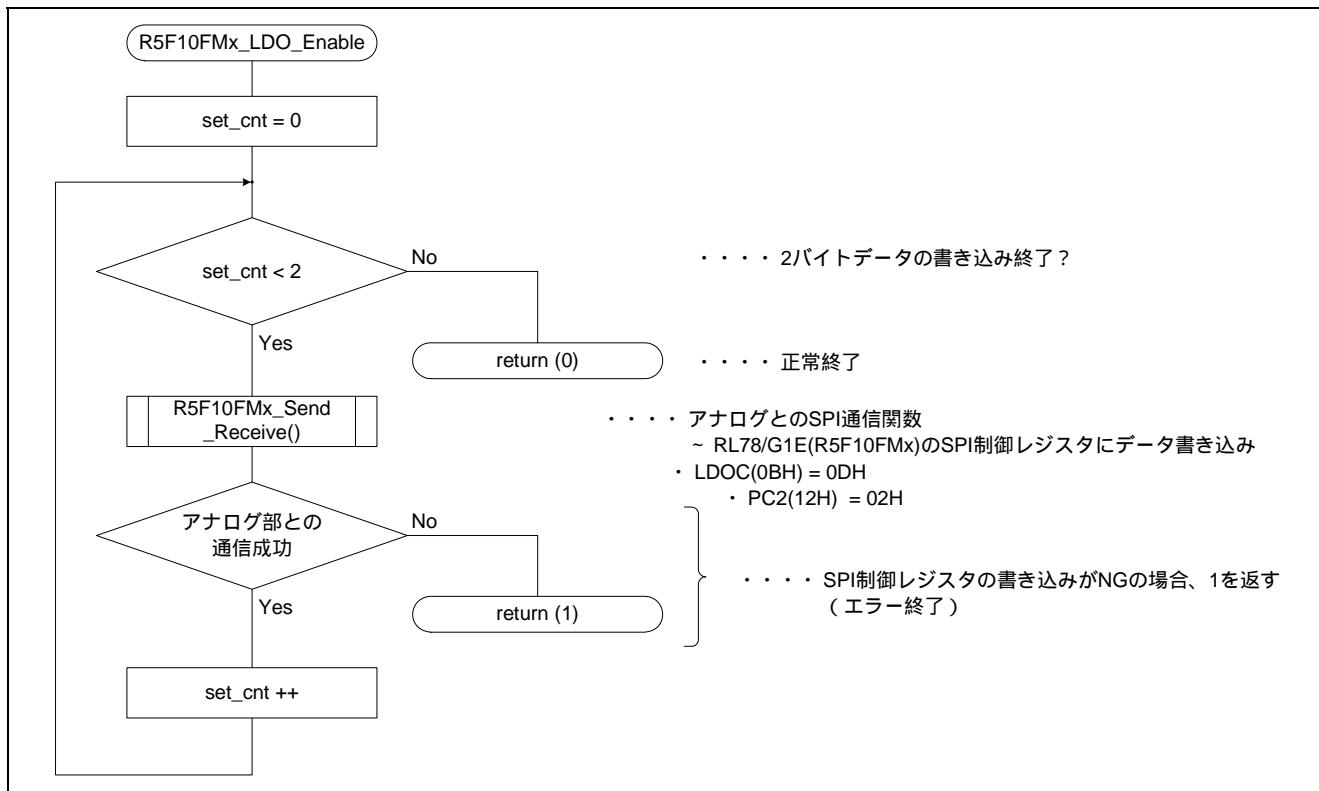 R5F10FMx_LDO_Enable
set_cnt = 0
set_cnt < 2
No
・・・・ 2バイトデータの書き込み終了？
Yes
return (0)
・・・・ 正常終了
R5F10FMx_Send
_Receive()
・・・・ アナログとのSPI通信関数
~ RL78/G1E(R5F10FMx)のSPI制御レジスタにデータ書き込み
・ LDOC(0BH) = 0DH
・ PC2(12H) = 02H
アナログ部との
通信成功
No
・・・・ SPI制御レジスタの書き込みがNGの場合、1を返す
（エラー終了）
Yes
return (1)
set_cnt ++